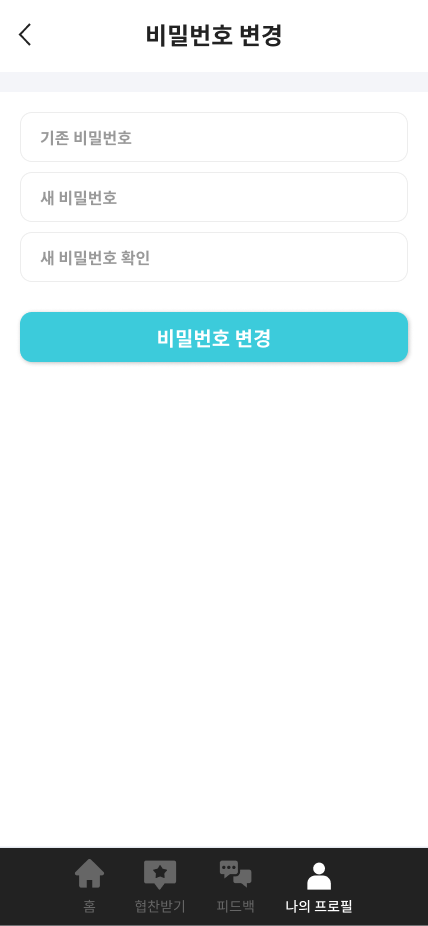 비밀번호 변경
기존 비밀번호
새 비밀번호
새 비밀번호 확인
비밀번호 변경
홈
협찬받기
피드백
나의 프로필